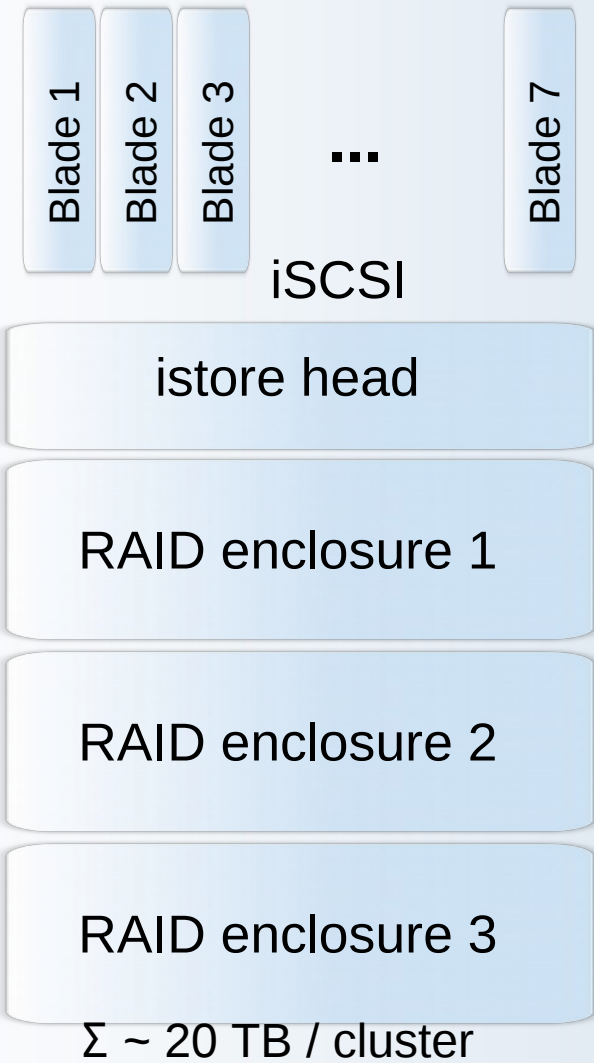 Blade 1
Blade 2
Blade 3
...
Blade 7
iSCSI
istore head
RAID enclosure 1
RAID enclosure 2
RAID enclosure 3
Σ ~ 20 TB / cluster